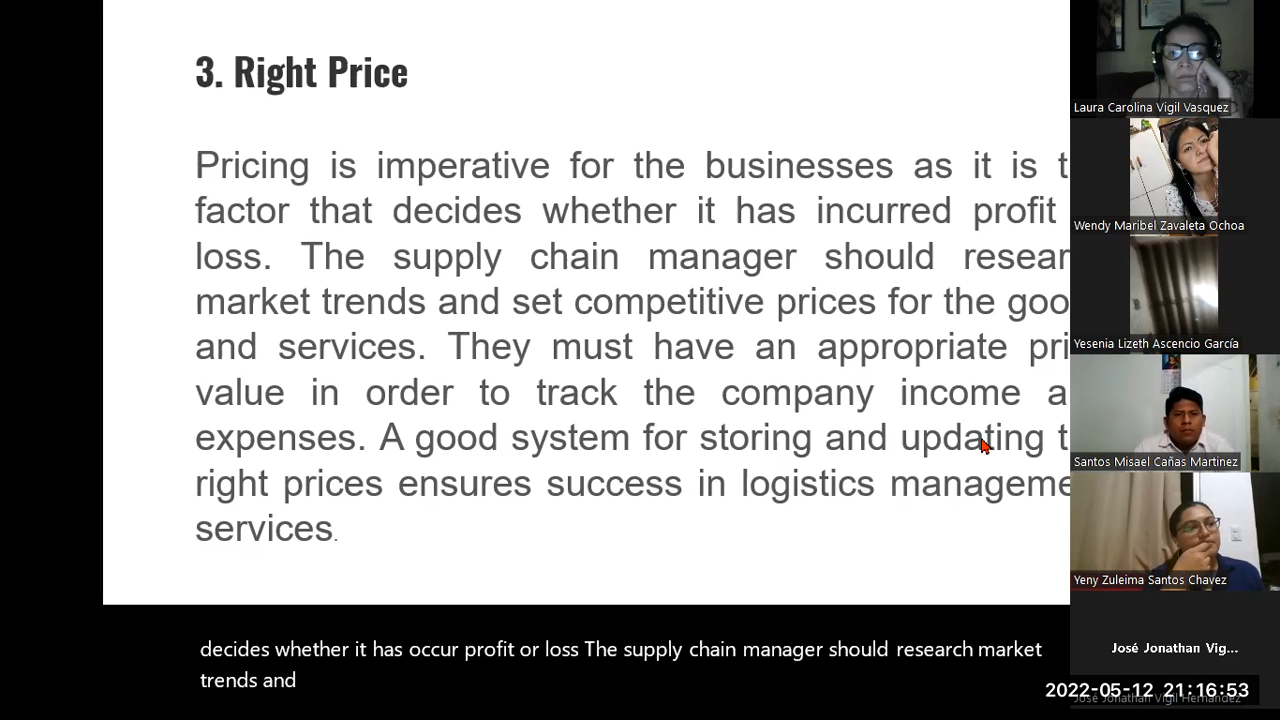 3. Right Price
Pricing is imperative for the businesses as it is t
factor that decides whether it has incurred profit
loss. The supply chain manager should resear
market trends and set competitive prices for the goo
and services. They must have an appropriate pri
value in order to track the company income a
expenses. A good system for storing and updating t
right prices ensures success in logistics manageme
services.
decides whether it has occur profit or loss The supply chain manager should research market
trends and
Laura Carolina Vigil Vasquez
Wendy Maribel Zavaleta Ochoa
Yesenia Lizeth Ascencio García
Santos Misael Cañas Martinez
Yeny Zuleima Santos Chavez
José Jonathan Vig...
2022-05-12 21:16:53
José Jonathan Vigil Hernández